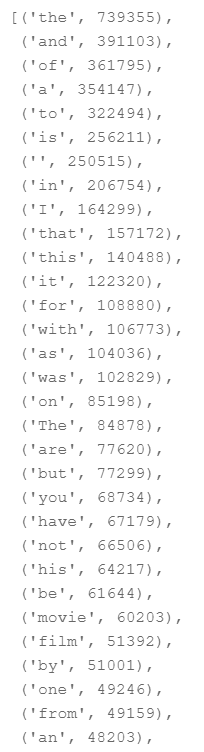 [('the', 739355),
('and', 391103),
('of', 361795),
('a', 354147),
('to', 322494),
('is', 256211),
('', 250515),
('in', 206754),
('I', 164299),
('that', 157172),
('this', 140488),
('it', 122320),
('for', 108880),
('with', 106773),
('as', 104036),
('was', 102829),
('on', 85198),
('The', 84878),
('are', 77620),
('but', 77299),
('you', 68734),
('have', 67179),
('not', 66506),
('his', 64217),
('be', 61644),
('movie', 60203),
('film', 51392),
('by', 51001),
('one', 49246),
('from', 49159),
('an', 48203),